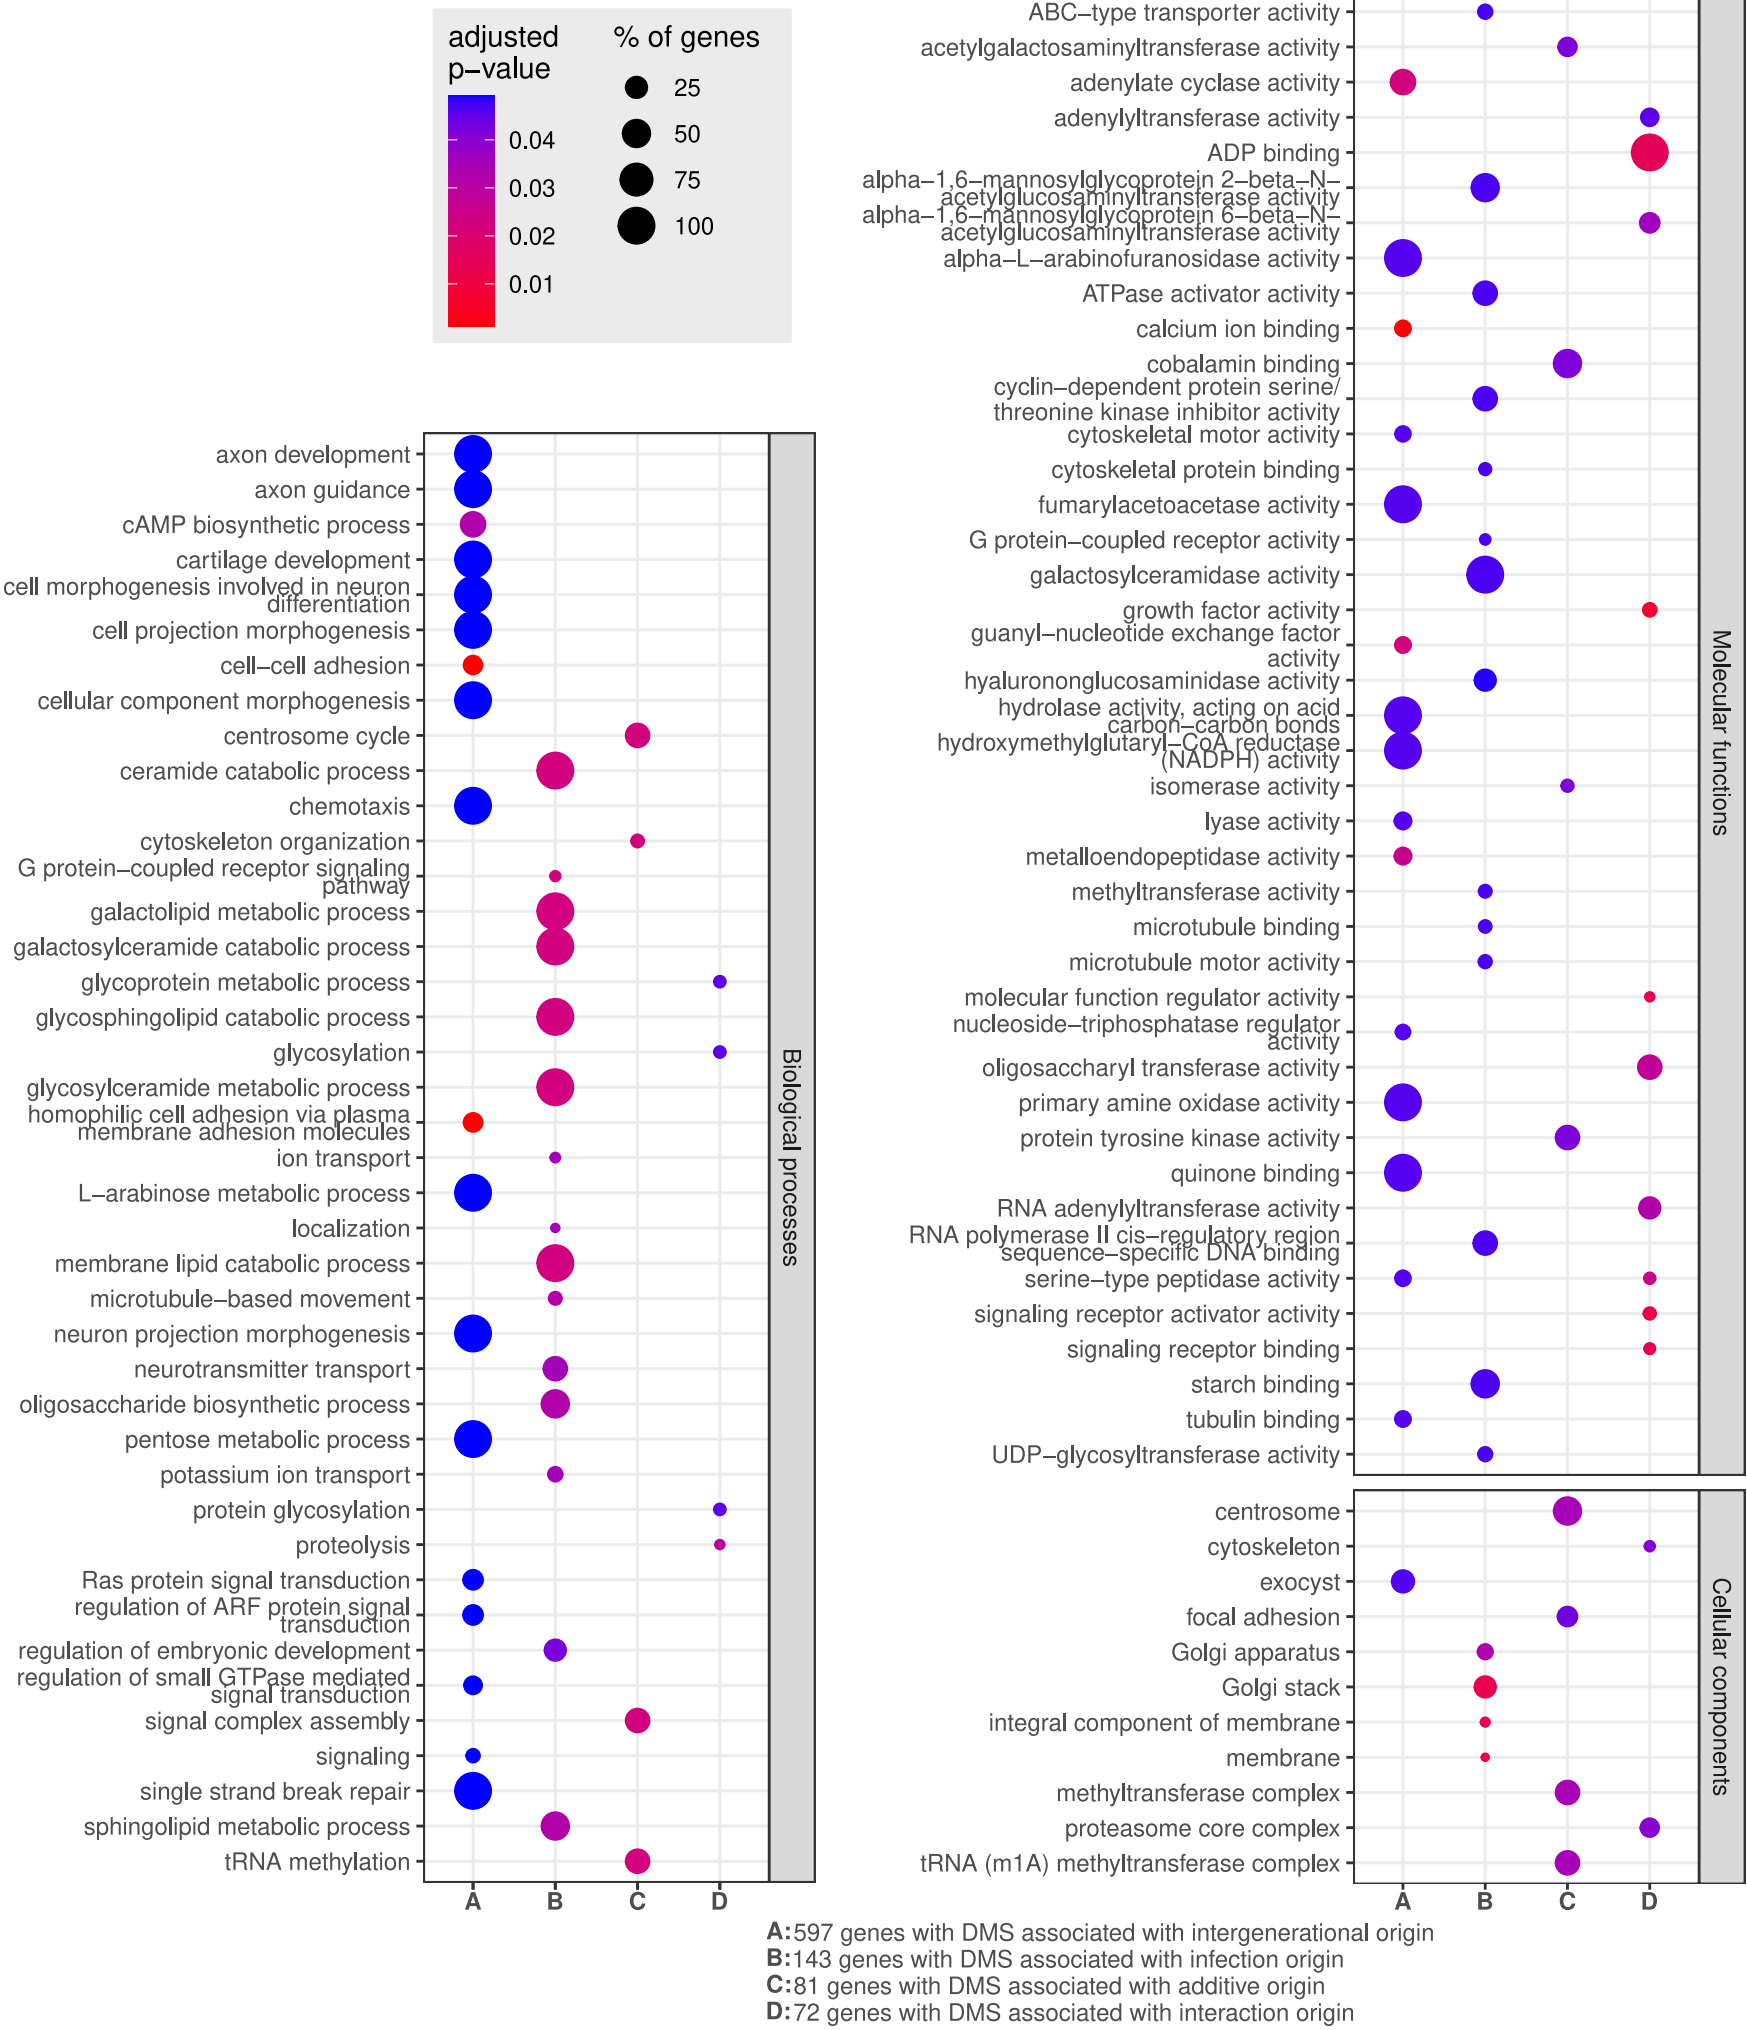 adjusted
p−value
0.04
0.03
0.02
0.01
% of genes
25
50
75
100
axon development
axon guidance
cAMP biosynthetic process
cartilage development
cell morphogenesis involved in neuron
differentiation
cell projection morphogenesis
cell−cell adhesion
cellular component morphogenesis
centrosome cycle
ceramide catabolic process
chemotaxis
cytoskeleton organization
G protein−coupled receptor signaling
pathway
galactolipid metabolic process
galactosylceramide catabolic process
glycoprotein metabolic process
glycosphingolipid catabolic process
glycosylation
glycosylceramide metabolic process
homophilic cell adhesion via plasma
membrane adhesion molecules
ion transport
L−arabinose metabolic process
localization
membrane lipid catabolic process
microtubule−based movement
neuron projection morphogenesis
neurotransmitter transport
oligosaccharide biosynthetic process
pentose metabolic process
potassium ion transport
protein glycosylation
proteolysis
Ras protein signal transduction
regulation of ARF protein signal
transduction
regulation of embryonic development
regulation of small GTPase mediated
signal transduction
signal complex assembly
signaling
single strand break repair
sphingolipid metabolic process
tRNA methylation
Biological processes
A B C D
ABC−type transporter activity
acetylgalactosaminyltransferase activity
adenylate cyclase activity
adenylyltransferase activity
ADP binding
alpha−1,6−mannosylglycoprotein 2−beta−N−
acetylglucosaminyltransferase activity
alpha−1,6−mannosylglycoprotein 6−beta−N−
acetylglucosaminyltransferase activity
alpha−L−arabinofuranosidase activity
ATPase activator activity
calcium ion binding
cobalamin binding
cyclin−dependent protein serine/
threonine kinase inhibitor activity
cytoskeletal motor activity
cytoskeletal protein binding
fumarylacetoacetase activity
G protein−coupled receptor activity
galactosylceramidase activity
growth factor activity
guanyl−nucleotide exchange factor
activity
hyalurononglucosaminidase activity
hydrolase activity, acting on acid
carbon−carbon bonds
hydroxymethylglutaryl−CoA reductase
(NADPH) activity
isomerase activity
lyase activity
metalloendopeptidase activity
methyltransferase activity
microtubule binding
microtubule motor activity
molecular function regulator activity
nucleoside−triphosphatase regulator
activity
oligosaccharyl transferase activity
primary amine oxidase activity
protein tyrosine kinase activity
quinone binding
RNA adenylyltransferase activity
RNA polymerase II cis−regulatory region
sequence−specific DNA binding
serine−type peptidase activity
signaling receptor activator activity
signaling receptor binding
starch binding
tubulin binding
UDP−glycosyltransferase activity
Molecular functions
centrosome
cytoskeleton
exocyst
focal adhesion
Golgi apparatus
Golgi stack
integral component of membrane
membrane
methyltransferase complex
proteasome core complex
tRNA (m1A) methyltransferase complex
Cellular components
A B C D
A:597 genes with DMS associated with intergenerational origin
B:143 genes with DMS associated with infection origin
C:81 genes with DMS associated with additive origin
D:72 genes with DMS associated with interaction origin